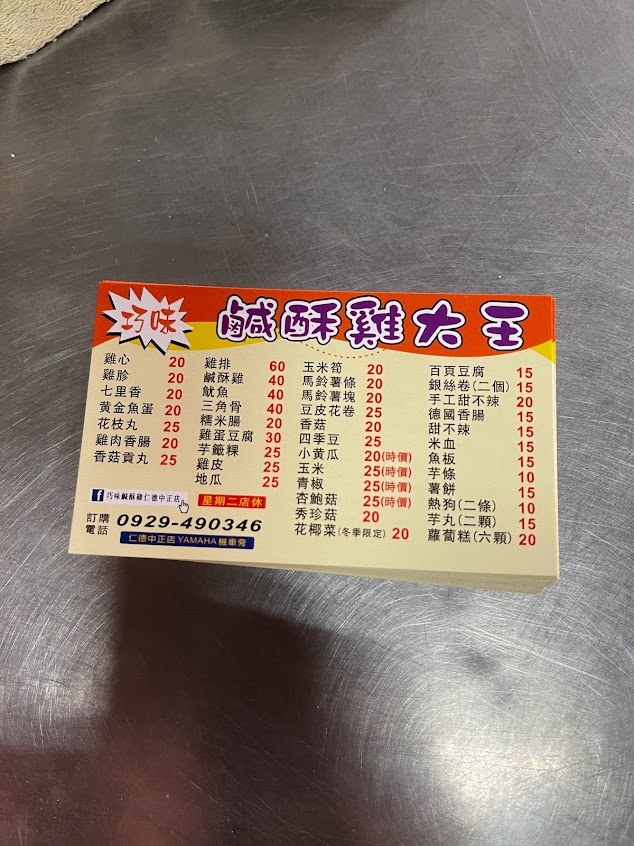 巧味
鹹酥雞大王
雞心 20
雞胗 20
七里香 20
黄金魚蛋 20
花枝丸 25
雞肉香腸 20
香菇貢丸 25
雞排 60
鹹酥雞 40
魷魚 40
三角骨 40
糯米腸 20
雞蛋豆腐 30
芋籤粿 25
雞皮 25
地瓜 25
玉米筍 20
馬鈴薯條 20
馬鈴薯塊 20
豆皮花卷 25
香菇 20
四季豆 25
小黄瓜 20(時價)
玉米 25(時價)
青椒 25(時價)
杏鮑菇 25(時價)
秀珍菇 20
花椰菜(冬季限定) 20
百頁豆腐 15
銀絲卷(二個) 15
手工甜不辣 20
德國香腸 15
甜不辣 15
米血 15
魚板 15
芋條 10
薯餅 15
熱狗(二條) 10
芋丸(二顆) 15
蘿蔔糕(六顆) 20
f 巧味鹹酥雞仁德中正店
星期二店休
訂購電話 0929-490346
仁德中正店YAMAHA機車旁